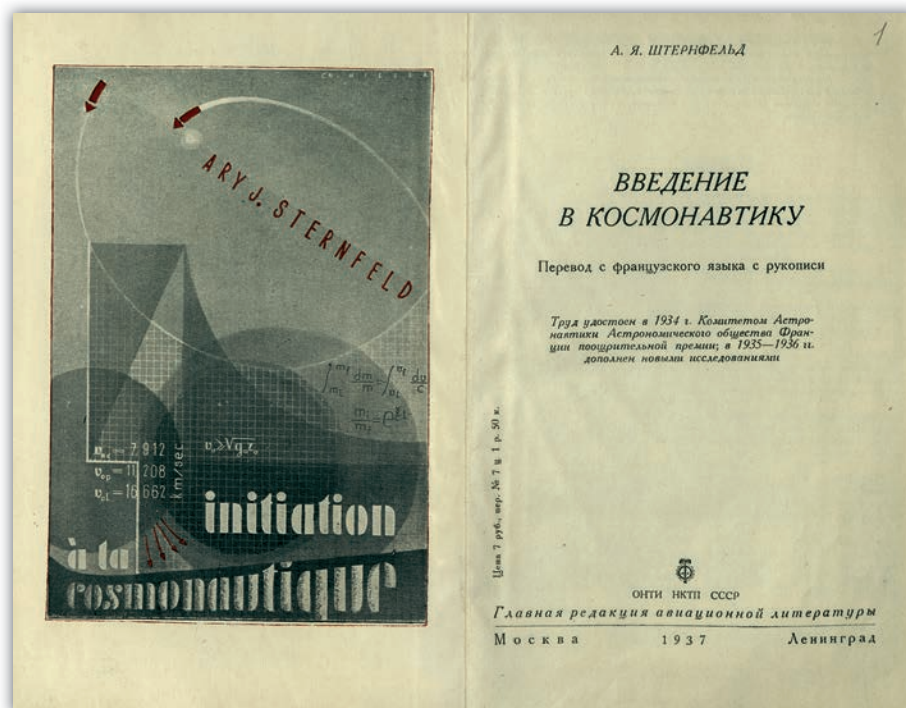 ARY J. STERNFELD
= 7 912
= 11 208
= 16 662
km/sec
initiation
à la
cosmonautique
1
А. Я. ШТЕРНФЕЛЬД
ВВЕДЕНИЕ
В КОСМОНАВТИКУ
Перевод с французского языка с рукописи
Труд удостоен в 1934 г. Комитетом Астро-
навтики Астрономического общества Фран-
ции поощрительной премии; в 1935—1936 гг.
дополнен новыми исследованиями
Цена 7 руб., пер. № 7 ц. 1 р. 50 к.
ОНТИ НКТП СССР
Главная редакция авиационной литературы
Москва 1937 Ленинград